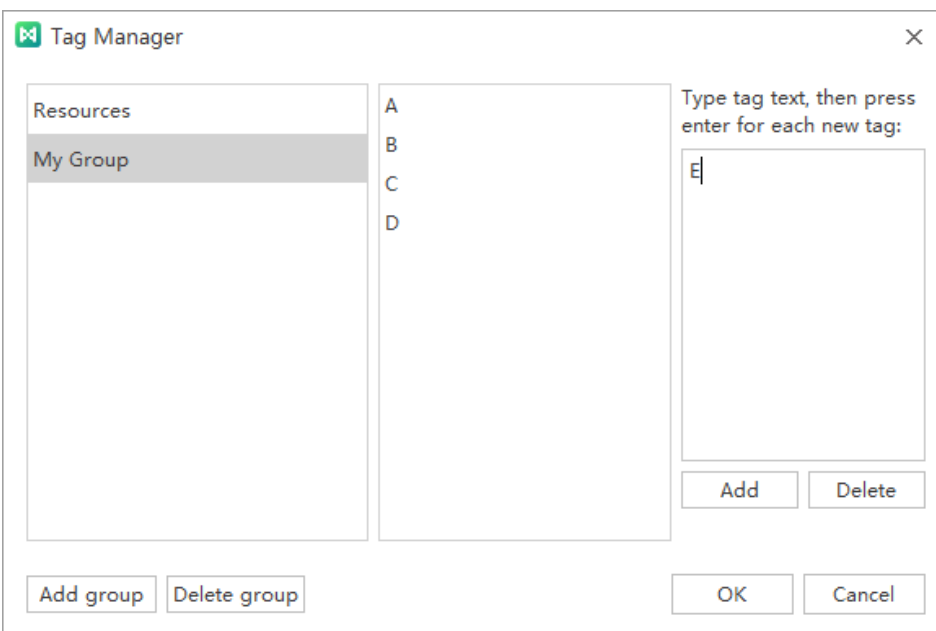 Tag Manager
Resources
My Group
A
B
C
D
Type tag text, then press
enter for each new tag:
E
Add
Delete
Add group
Delete group
OK
Cancel